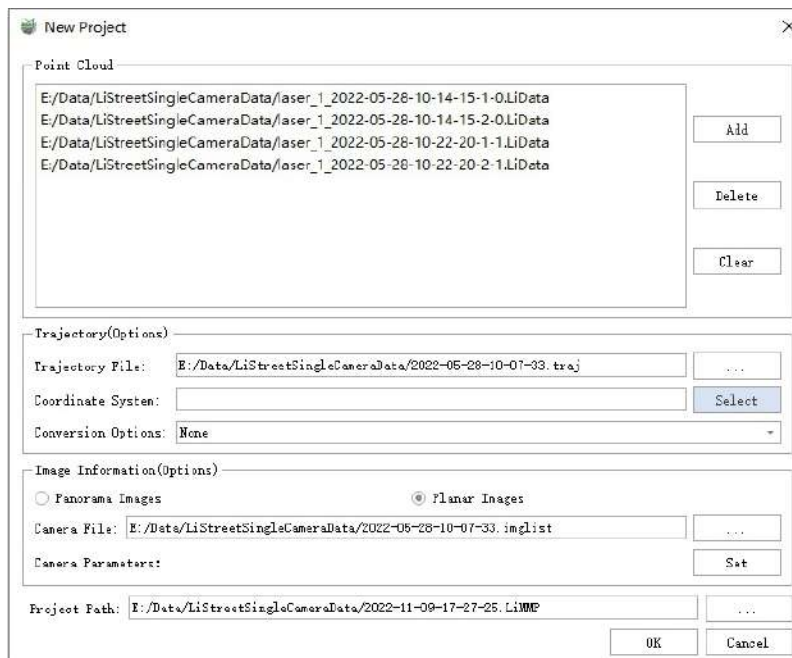 New Project
Point Cloud
E:/Data/LiStreetSingleCameraData/laser_1_2022-05-28-10-14-15-1-0.LiData
E:/Data/LiStreetSingleCameraData/laser_1_2022-05-28-10-14-15-2-0.LiData
E:/Data/LiStreetSingleCameraData/laser_1_2022-05-28-10-22-20-1-1.LiData
E:/Data/LiStreetSingleCameraData/laser_1_2022-05-28-10-22-20-2-1.LiData
Add
Delete
Clear
Trajectory(Options)
Trajectory File: E:/Data/LiStreetSingleCameraData/2022-05-28-10-07-33.traj ...
Coordinate System: Select
Conversion Options: None
Image Information(Options)
Panorama Images Planar Images
Camera File: E:/Data/LiStreetSingleCameraData/2022-05-28-10-07-33.imglist ...
Camera Parameters: Set
Project Path: E:/Data/LiStreetSingleCameraData/2022-11-09-17-27-25.LiMMP ...
OK Cancel